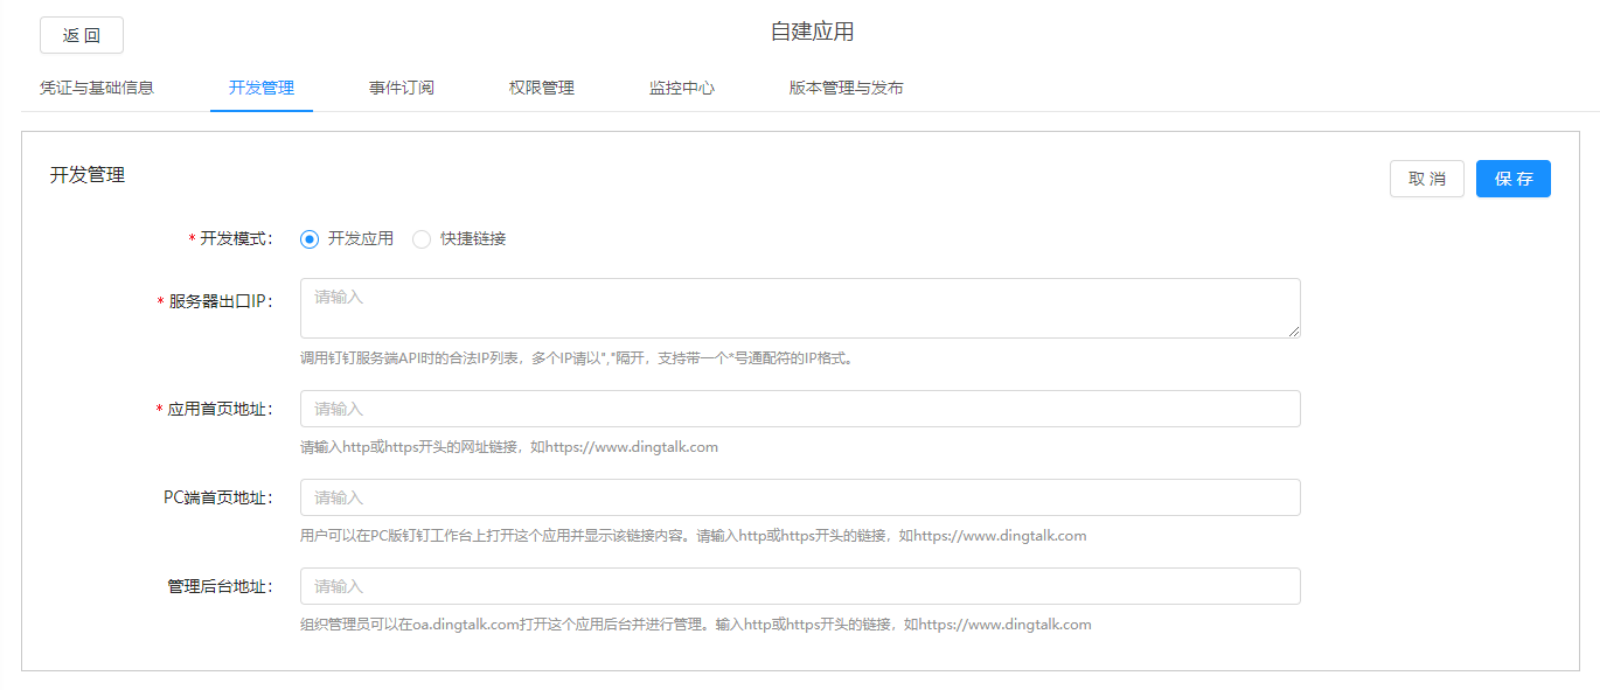 返 回
自建应用
凭证与基础信息 开发管理 事件订阅 权限管理 监控中心 版本管理与发布
开发管理
取 消 保 存
* 开发模式： 开发应用 快捷链接
* 服务器出口IP： 请输入
调用钉钉服务端API时的合法IP列表，多个IP请以","隔开，支持带一个*号通配符的IP格式。
* 应用首页地址： 请输入
请输入http或https开头的网址链接，如https://www.dingtalk.com
PC端首页地址： 请输入
用户可以在PC版钉钉工作台上打开这个应用并显示该链接内容。请输入http或https开头的链接，如https://www.dingtalk.com
管理后台地址： 请输入
组织管理员可以在oa.dingtalk.com打开这个应用后台并进行管理。输入http或https开头的链接，如https://www.dingtalk.com